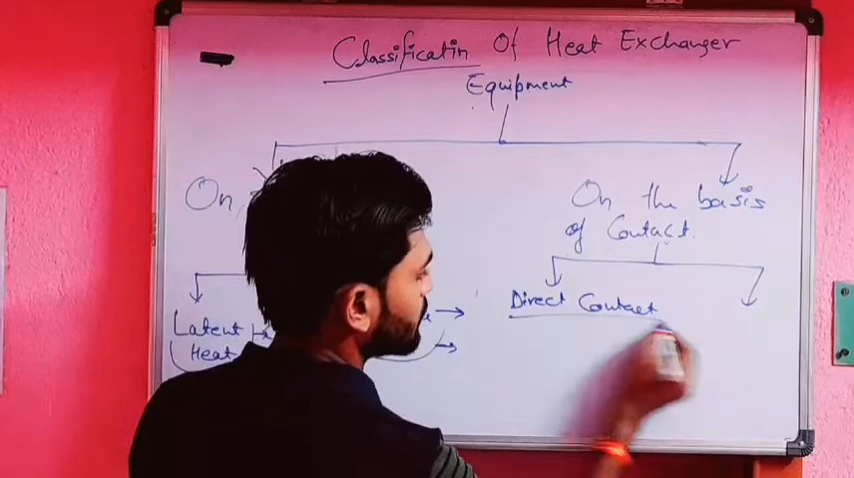 Classificatin Of Heat Exchanger
Equipment
On
On the basis
of Contact.
Direct Contact
Latent
Heat